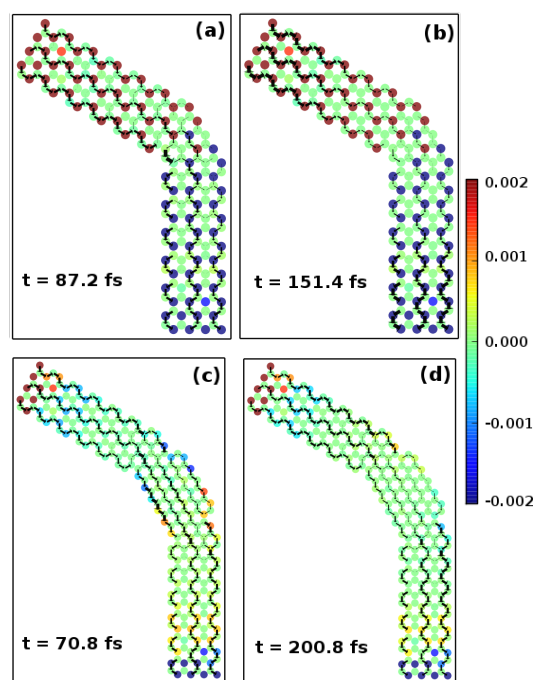 (a)
(b)
t = 87.2 fs
t = 151.4 fs
0.002
0.001
0.000
-0.001
-0.002
(c)
(d)
t = 70.8 fs
t = 200.8 fs